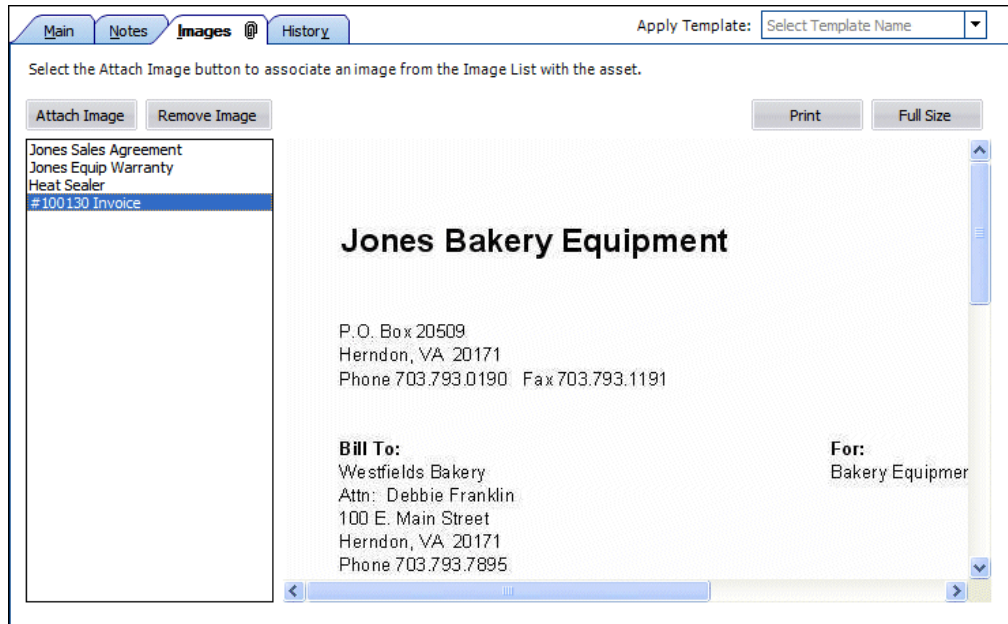 Main Notes Images History Apply Template: Select Template Name
Select the Attach Image button to associate an image from the Image List with the asset.
Attach Image Remove Image Print Full Size
Jones Sales Agreement
Jones Equip Warranty
Heat Sealer
#100130 Invoice
Jones Bakery Equipment
P.O. Box 20509
Herndon, VA 20171
Phone 703.793.0190 Fax 703.793.1191
Bill To: For:
Westfields Bakery Bakery Equipmer
Attn: Debbie Franklin
100 E. Main Street
Herndon, VA 20171
Phone 703.793.7895